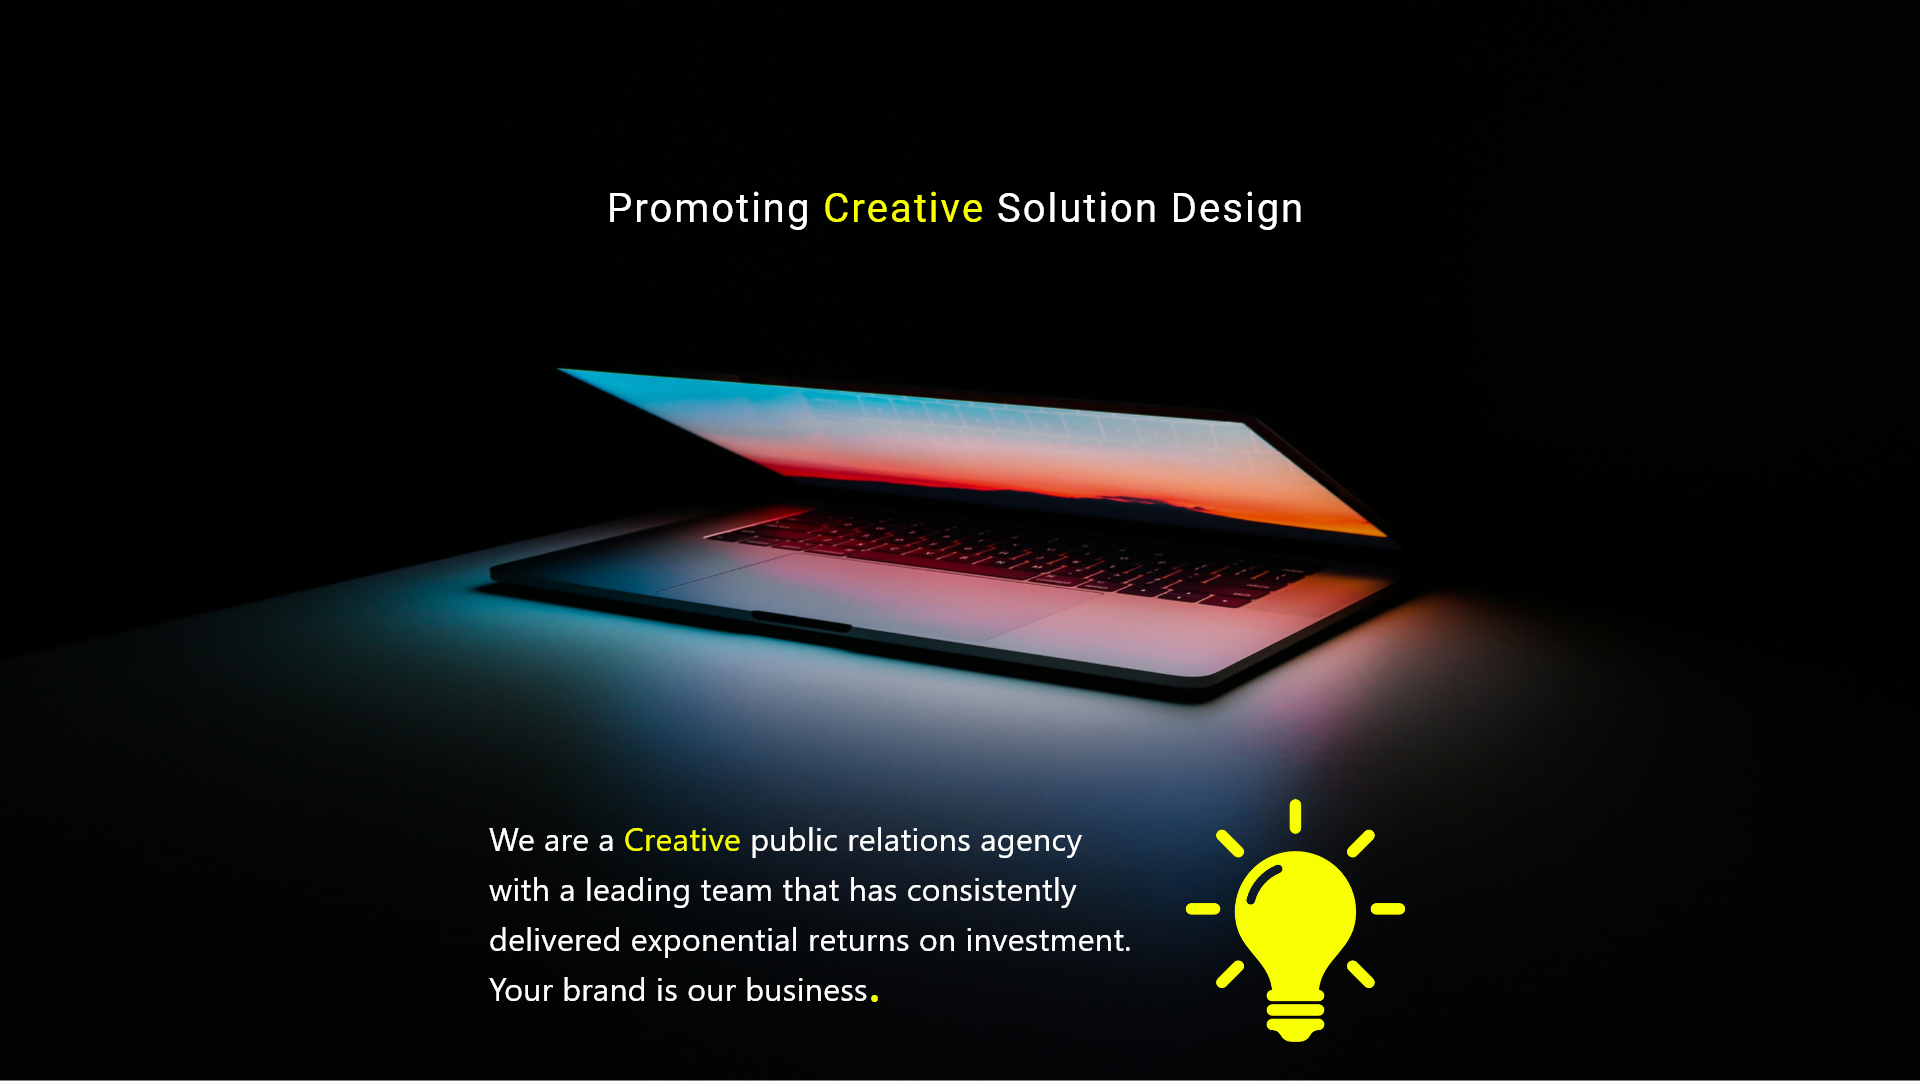 Promoting Creative Solution Design
We are a Creative public relations agency
with a leading team that has consistently
delivered exponential returns on investment.
Your brand is our business.